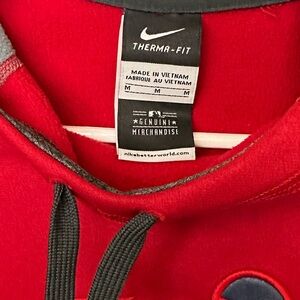 THERMA-FIT
MADE IN VIETNAM
FABRIQUÉ AU VIETNAM
M M M
GENUINE
MERCHANDISE
nikebetterworld.com